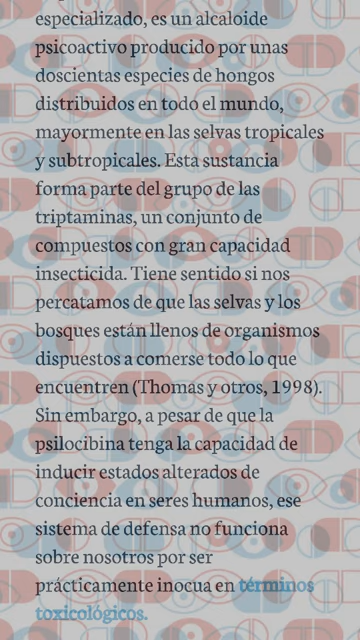 especializado, es un alcaloide
psicoactivo producido por unas
doscientas especies de hongos
distribuidos en todo el mundo,
mayormente en las selvas tropicales
y subtropicales. Esta sustancia
forma parte del grupo de las
triptaminas, un conjunto de
compuestos con gran capacidad
insecticida. Tiene sentido si nos
percatamos de que las selvas y los
bosques están llenos de organismos
dispuestos a comerse todo lo que
encuentren (Thomas y otros, 1998).
Sin embargo, a pesar de que la
psilocibina tenga la capacidad de
inducir estados alterados de
conciencia en seres humanos, ese
sistema de defensa no funciona
sobre nosotros por ser
prácticamente inocua en términos
toxicológicos.